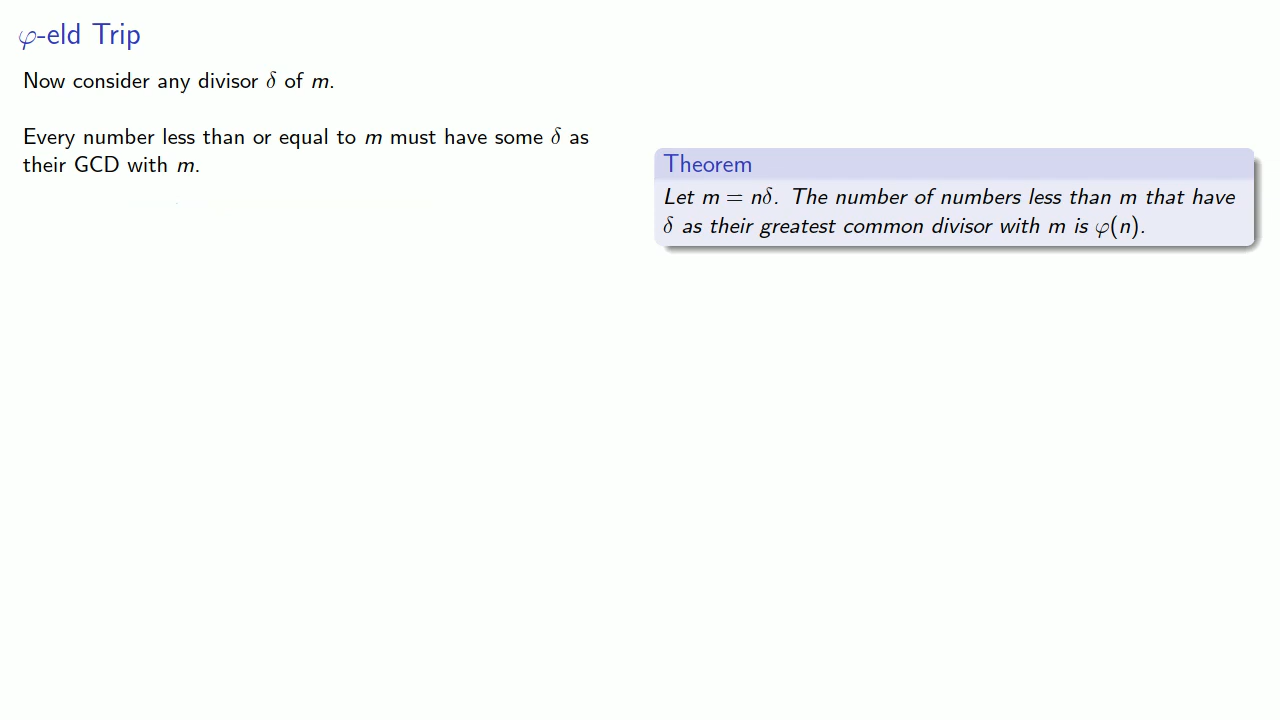 φ-eld Trip
Now consider any divisor δ of m.
Every number less than or equal to m must have some δ as
their GCD with m.
Theorem
Let m = nδ. The number of numbers less than m that have
δ as their greatest common divisor with m is φ(n).